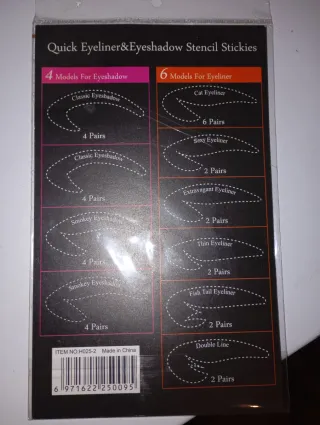 Quick Eyeliner&Eyeshadow Stencil Stickies
4 Models For Eyeshadow
Classic Eyeshadow
4 Pairs
Classic Eyeshadow
4 Pairs
Smokey Eyeshadow
4 Pairs
Smokey Eyeshadow
4 Pairs
6 Models For Eyeliner
Cat Eyeliner
6 Pairs
Sexy Eyeliner
2 Pairs
Extravagant Eyeliner
2 Pairs
Thin Eyeliner
2 Pairs
Fish Tail Eyeliner
2 Pairs
Double Line
2 Pairs
ITEM NO:H025-2 Made in China
6 971622 250095